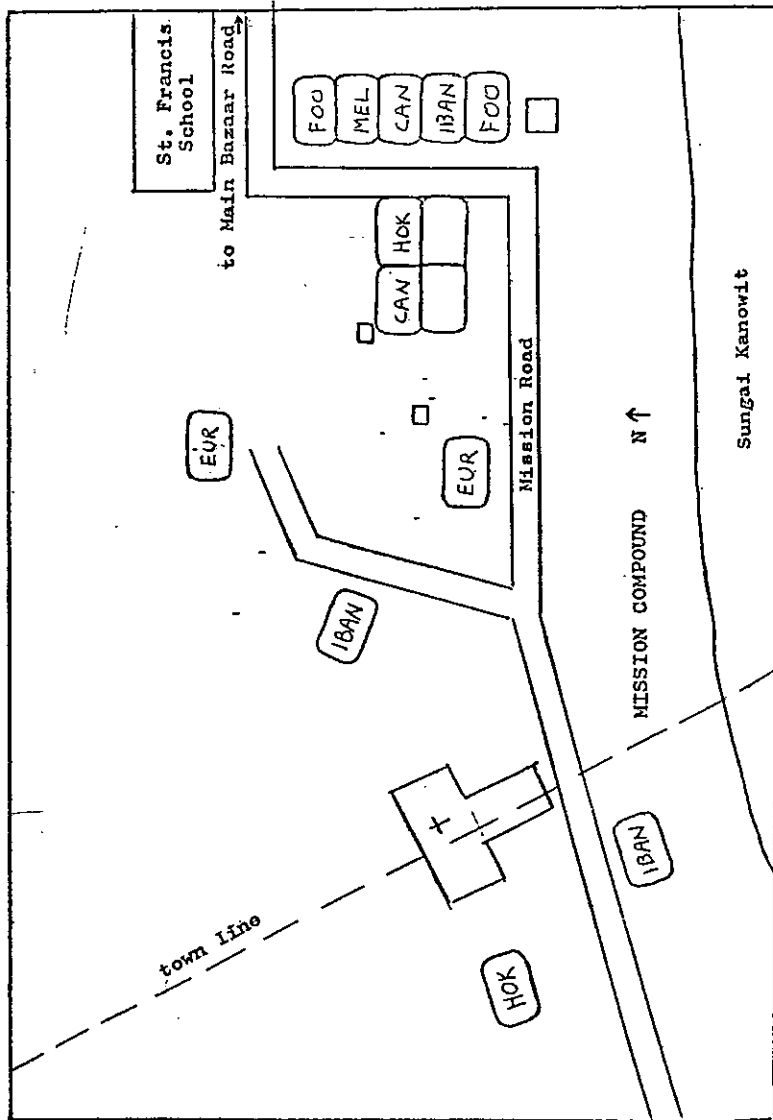 St. Francis
School
to Main Bazaar Road
FOO
MEL
CAN
IBAN
FOO
HOK
CAN
EUR
EUR
Mission Road
IBAN
MISSION COMPOUND N
Sungai Kanowit
town line
IBAN
HOK